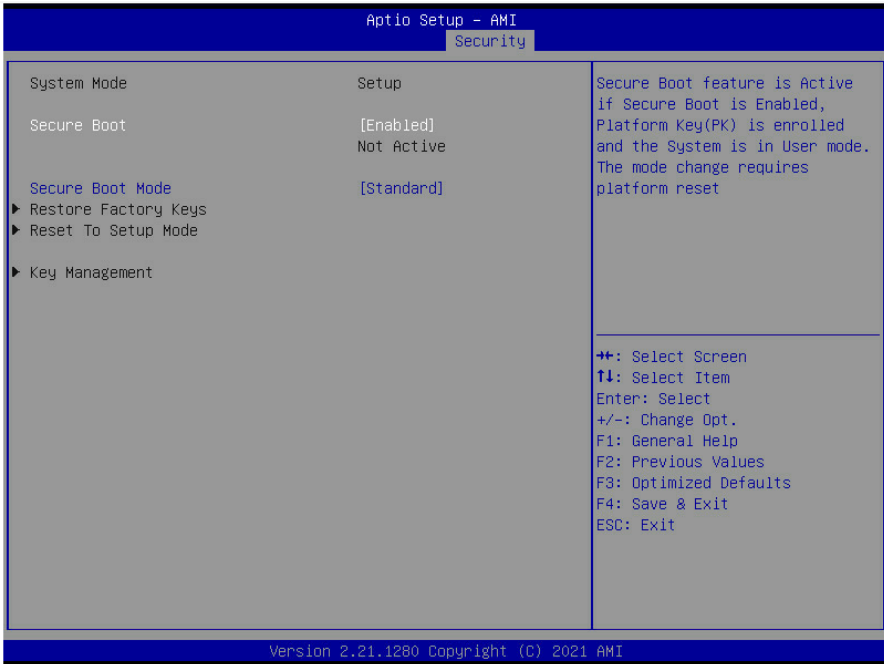 Aptio Setup – AMI
Security
System Mode Setup
Secure Boot [Enabled]
Not Active
Secure Boot Mode [Standard]
Restore Factory Keys
Reset To Setup Mode
Key Management
Secure Boot feature is Active
if Secure Boot is Enabled,
Platform Key(PK) is enrolled
and the System is in User mode.
The mode change requires
platform reset
→←: Select Screen
↑↓: Select Item
Enter: Select
+/-: Change Opt.
F1: General Help
F2: Previous Values
F3: Optimized Defaults
F4: Save & Exit
ESC: Exit
Version 2.21.1280 Copyright (C) 2021 AMI